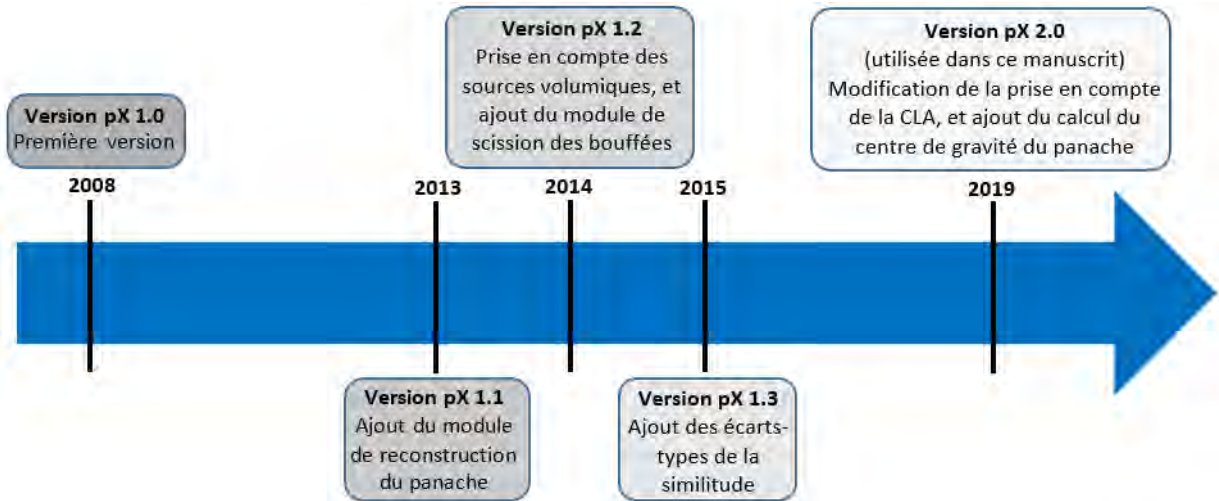 Version pX 1.0
Première version
2008
Version pX 1.1
Ajout du module
de reconstruction
du panache
2013
Version pX 1.2
Prise en compte des
sources volumiques, et
ajout du module de
scission des bouffées
2014
Version pX 1.3
Ajout des écarts-
types de la
similitude
2015
Version pX 2.0
(utilisée dans ce manuscrit)
Modification de la prise en compte
de la CLA, et ajout du calcul du
centre de gravité du panache
2019